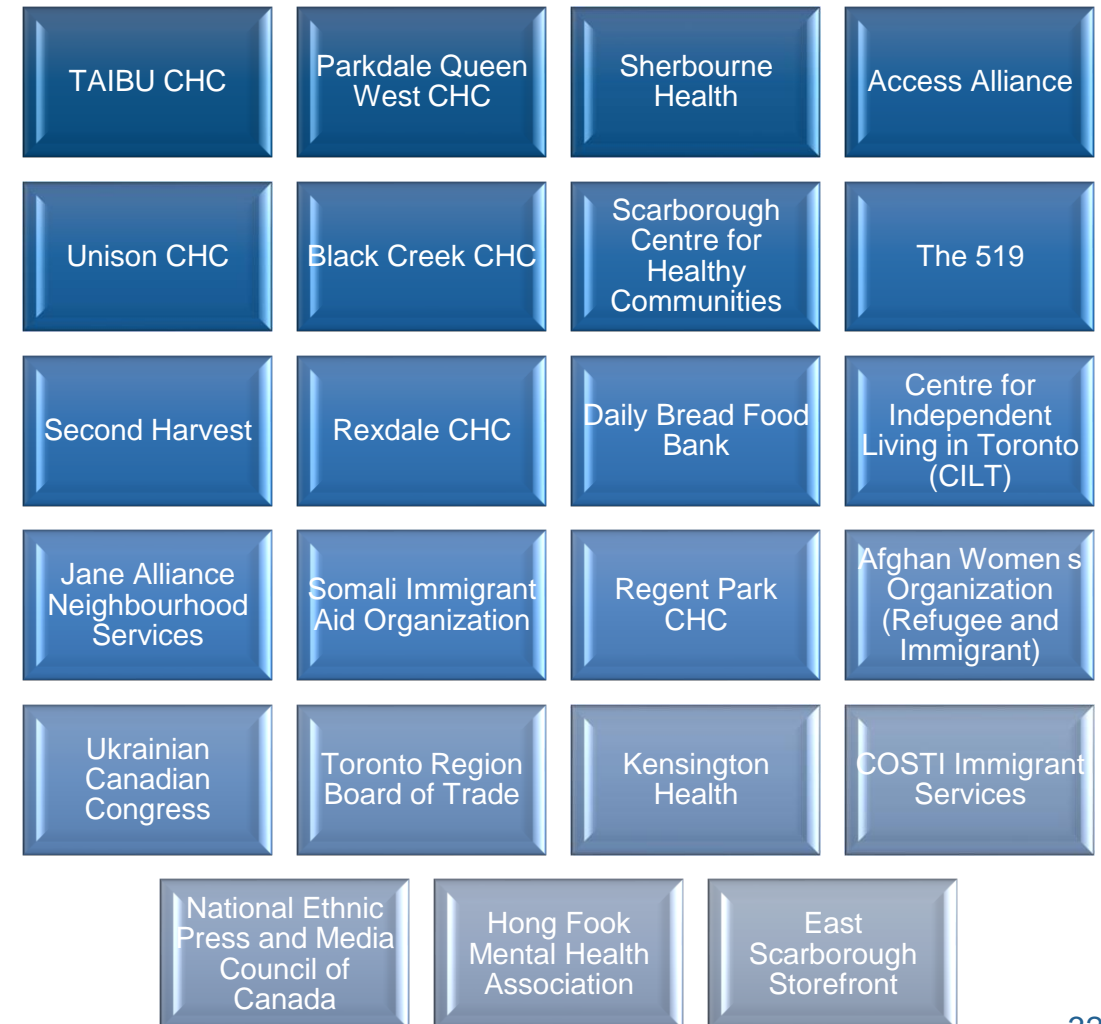 TAIBU CHC
Parkdale Queen
West CHC
Sherbourne
Health
Access Alliance
Unison CHC
Black Creek CHC
Scarborough
Centre for
Healthy
Communities
The 519
Second Harvest
Rexdale CHC
Daily Bread Food
Bank
Centre for
Independent
Living in Toronto
(CILT)
Jane Alliance
Neighbourhood
Services
Somali Immigrant
Aid Organization
Regent Park
CHC
Afghan Women s
Organization
(Refugee and
Immigrant)
Ukrainian
Canadian
Congress
Toronto Region
Board of Trade
Kensington
Health
COSTI Immigrant
Services
National Ethnic
Press and Media
Council of
Canada
Hong Fook
Mental Health
Association
East
Scarborough
Storefront